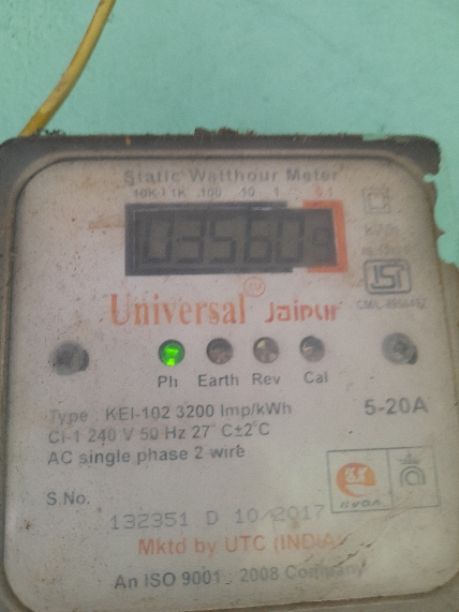 Static Watthour Meter
10K 1K 100 10 1 0.1
Universal Jaipur
Ph Earth Rev Cal
Type KEI-102 3200 Imp/kWh
5-20A
Cl-1 240 V 50 Hz 27°C±2°C
AC single phase 2 wire
S.No.
132351 D 10/2017
Mktd by UTC (INDIA)
An ISO 9001 - 2008 Company